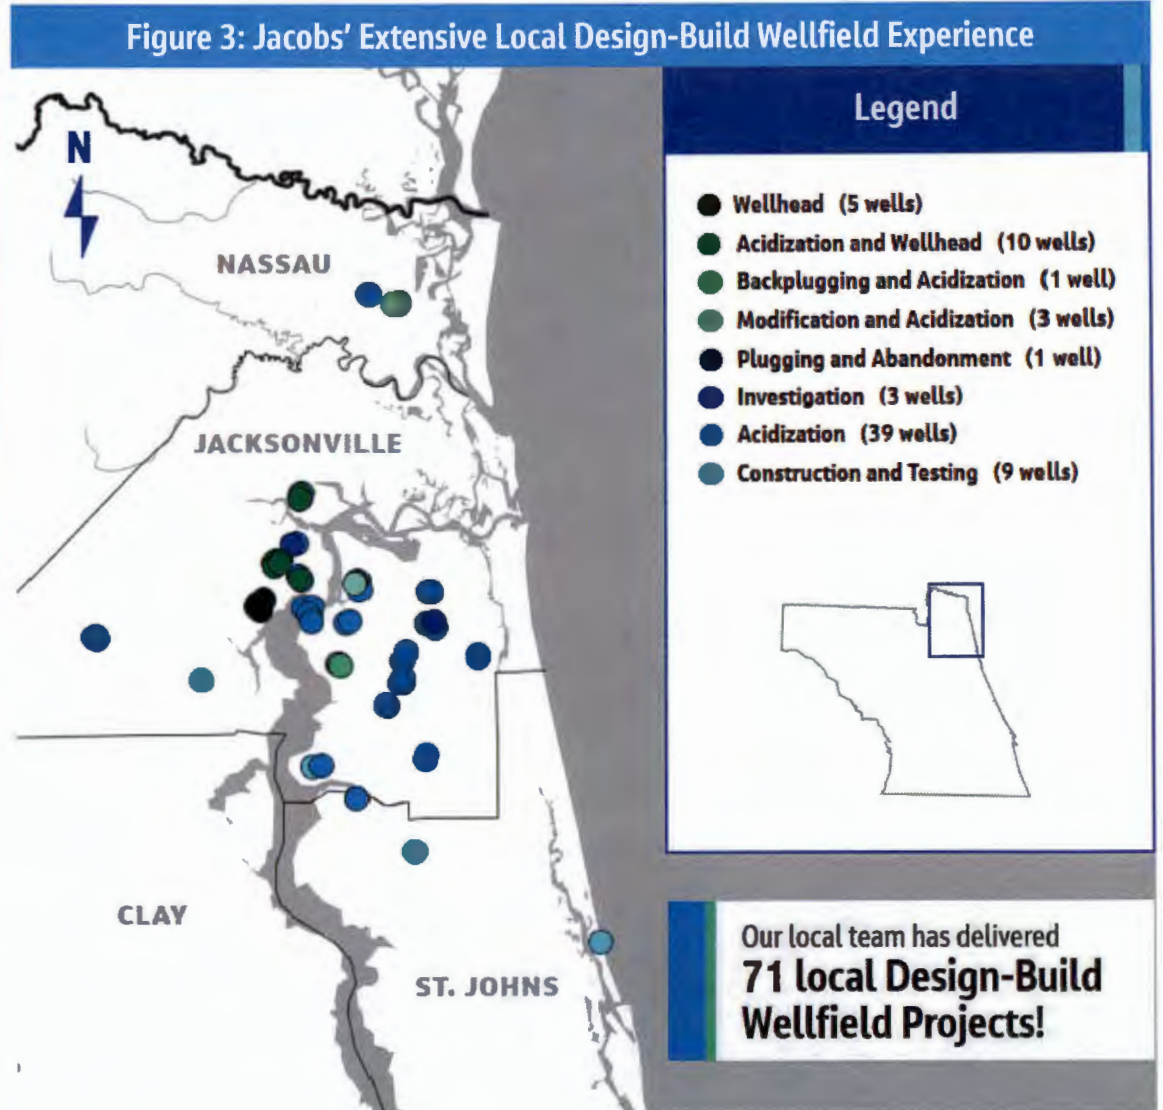 Figure 3: Jacobs’ Extensive Local Design-Build Wellfield Experience
N
NASSAU
JACKSONVILLE
CLAY
ST. JOHNS
Legend
Wellhead (5 wells)
Acidization and Wellhead (10 wells)
Backplugging and Acidization (1 well)
Modification and Acidization (3 wells)
Plugging and Abandonment (1 well)
Investigation (3 wells)
Acidization (39 wells)
Construction and Testing (9 wells)
Our local team has delivered
71 local Design-Build
Wellfield Projects!